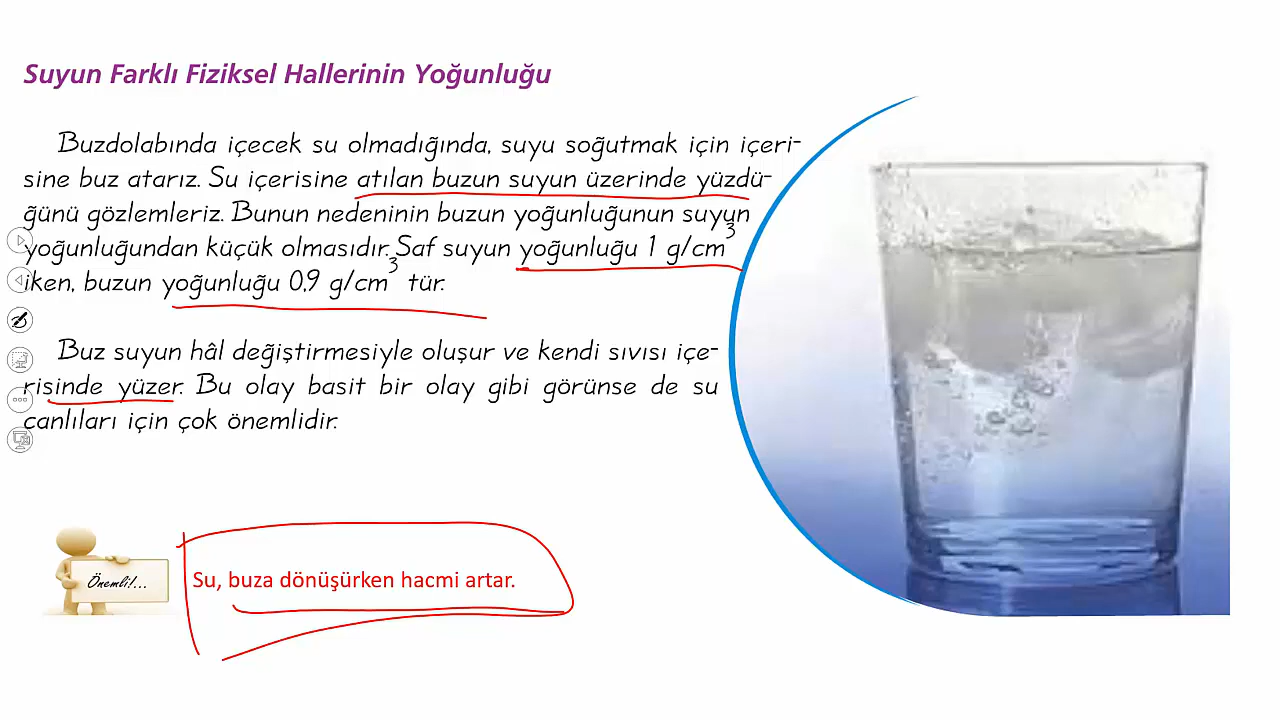 Suyun Farklı Fiziksel Hallerinin Yoğunluğu
Buzdolabında içecek su olmadığında, suyu soğutmak için içeri-
sine buz atarız. Su içerisine atılan buzun suyun üzerinde yüzdü-
ğünü gözlemleriz. Bunun nedeninin buzun yoğunluğunun suyun
yoğunluğundan küçük olmasıdır. Saf suyun yoğunluğu 1 g/cm³
iken, buzun yoğunluğu 0,9 g/cm³ tür.
Buz suyun hâl değiştirmesiyle oluşur ve kendi sıvısı içe-
risinde yüzer. Bu olay basit bir olay gibi görünse de su
canlıları için çok önemlidir.
Önemli!...
Su, buza dönüşürken hacmi artar.